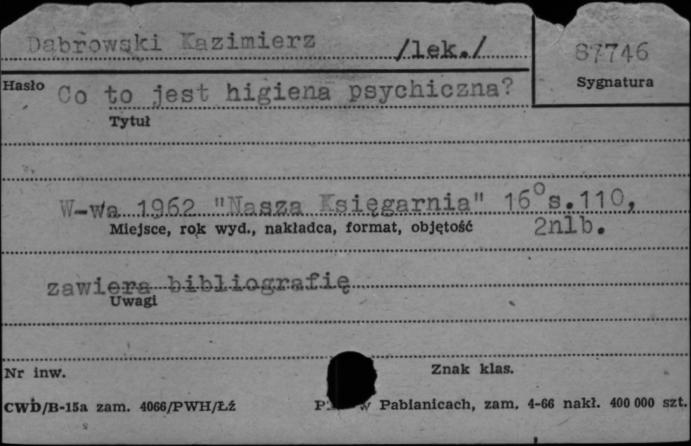 Dąbrowski Kazimierz /lek./
87746
Sygnatura
Hasło
Co to jest higiena psychiczna?
Tytuł
W-wa 1962 "Nasza Księgarnia" 16° s.110,
Miejsce, rok wyd., nakładca, format, objętość
2nlb.
zawiera bibliografię
Uwagi
Nr inw.
Znak klas.
CWD/B-15a zam. 4066/PWH/Łż
w Pabianicach, zam. 4-66 nakł. 400 000 szt.